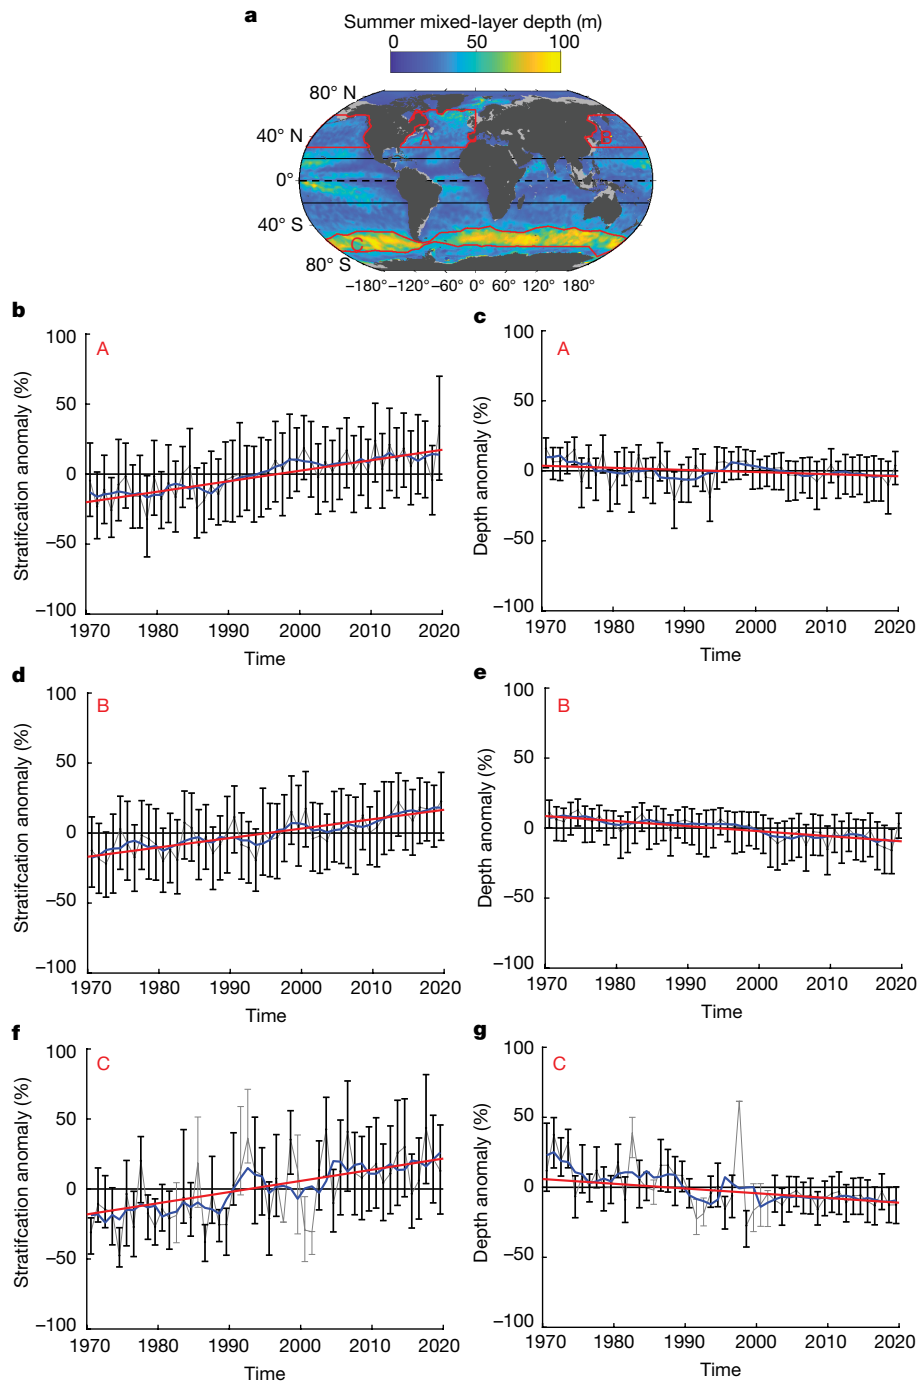 a
Summer mixed-layer depth (m)
0 50 100
80° N
40° N
0°
40° S
80° S
A
B
C
−180° −120° −60° 0° 60° 120° 180°
b
A
Stratifcation anomaly (%)
100
50
0
−50
−100
1970 1980 1990 2000 2010 2020
Time
c
A
Depth anomaly (%)
100
50
0
−50
−100
1970 1980 1990 2000 2010 2020
Time
d
B
Stratifcation anomaly (%)
100
50
0
−50
−100
1970 1980 1990 2000 2010 2020
Time
e
B
Depth anomaly (%)
100
50
0
−50
−100
1970 1980 1990 2000 2010 2020
Time
f
C
Stratifcation anomaly (%)
100
50
0
−50
−100
1970 1980 1990 2000 2010 2020
Time
g
C
Depth anomaly (%)
100
50
0
−50
−100
1970 1980 1990 2000 2010 2020
Time